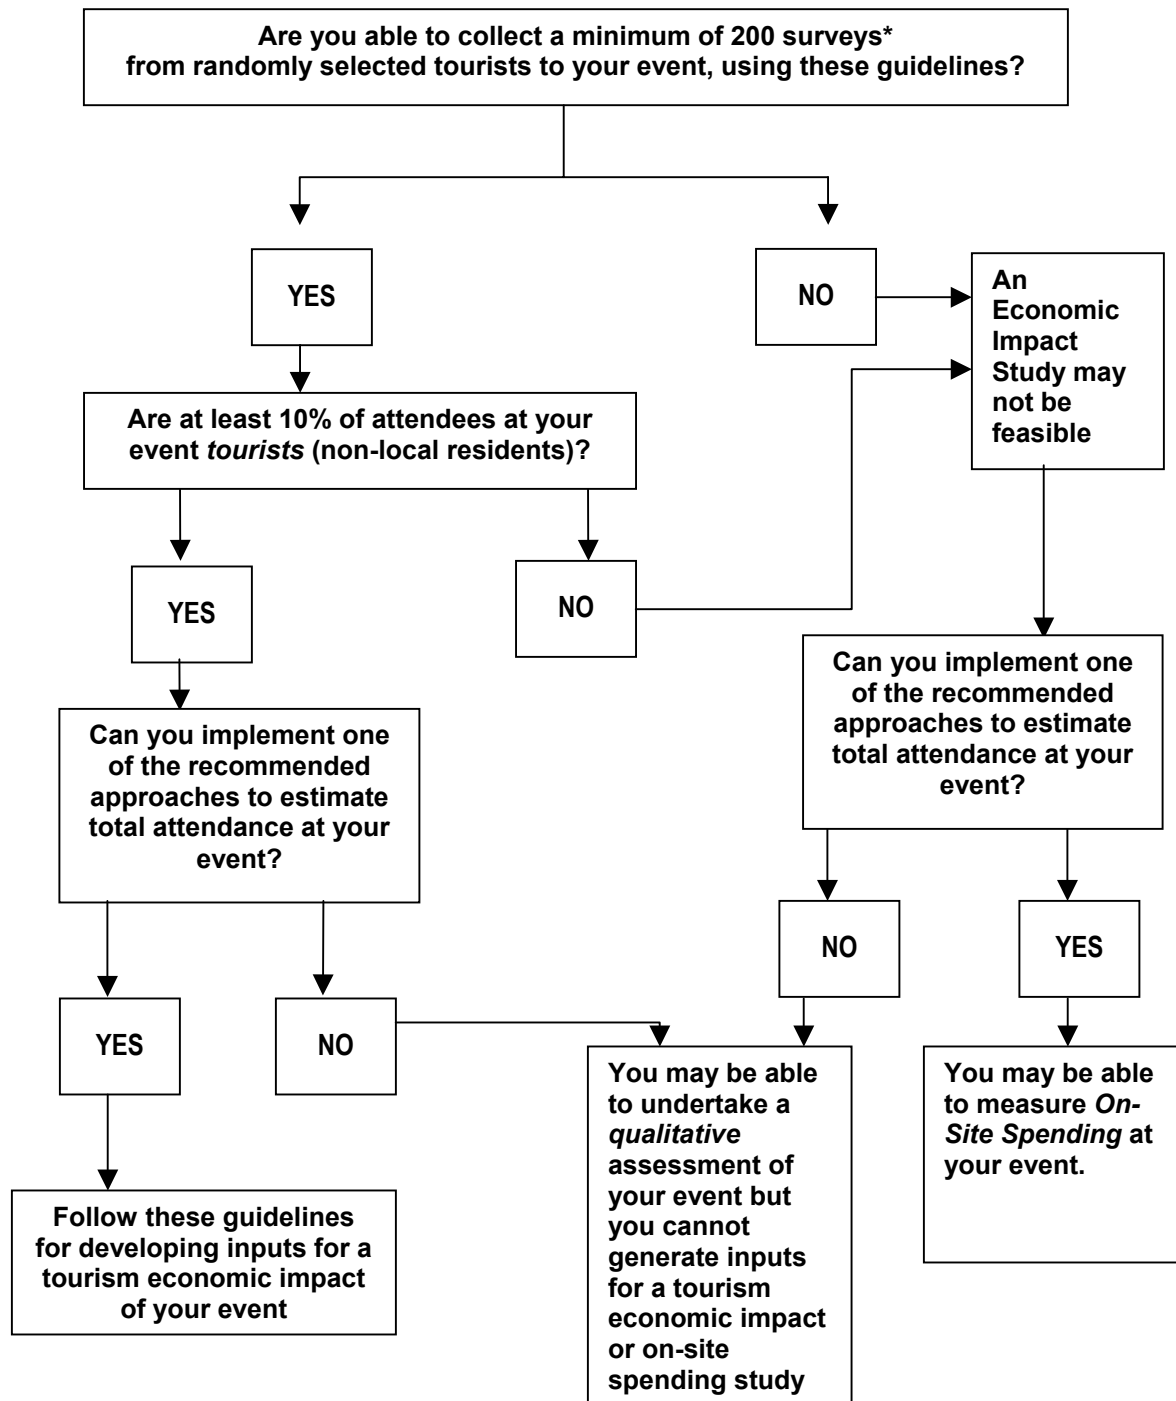 Are you able to collect a minimum of 200 surveys*
from randomly selected tourists to your event, using these guidelines?
YES
NO
An
Economic
Impact
Study may
not be
feasible
Are at least 10% of attendees at your
event tourists (non-local residents)?
YES
NO
Can you implement one
of the recommended
approaches to estimate
total attendance at your
event?
Can you implement one
of the recommended
approaches to estimate
total attendance at your
event?
NO
YES
YES
NO
You may be able
to undertake a
qualitative
assessment of
your event but
you cannot
generate inputs
for a tourism
economic impact
or on-site
spending study
You may be able
to measure On-
Site Spending at
your event.
Follow these guidelines
for developing inputs for a
tourism economic impact
of your event